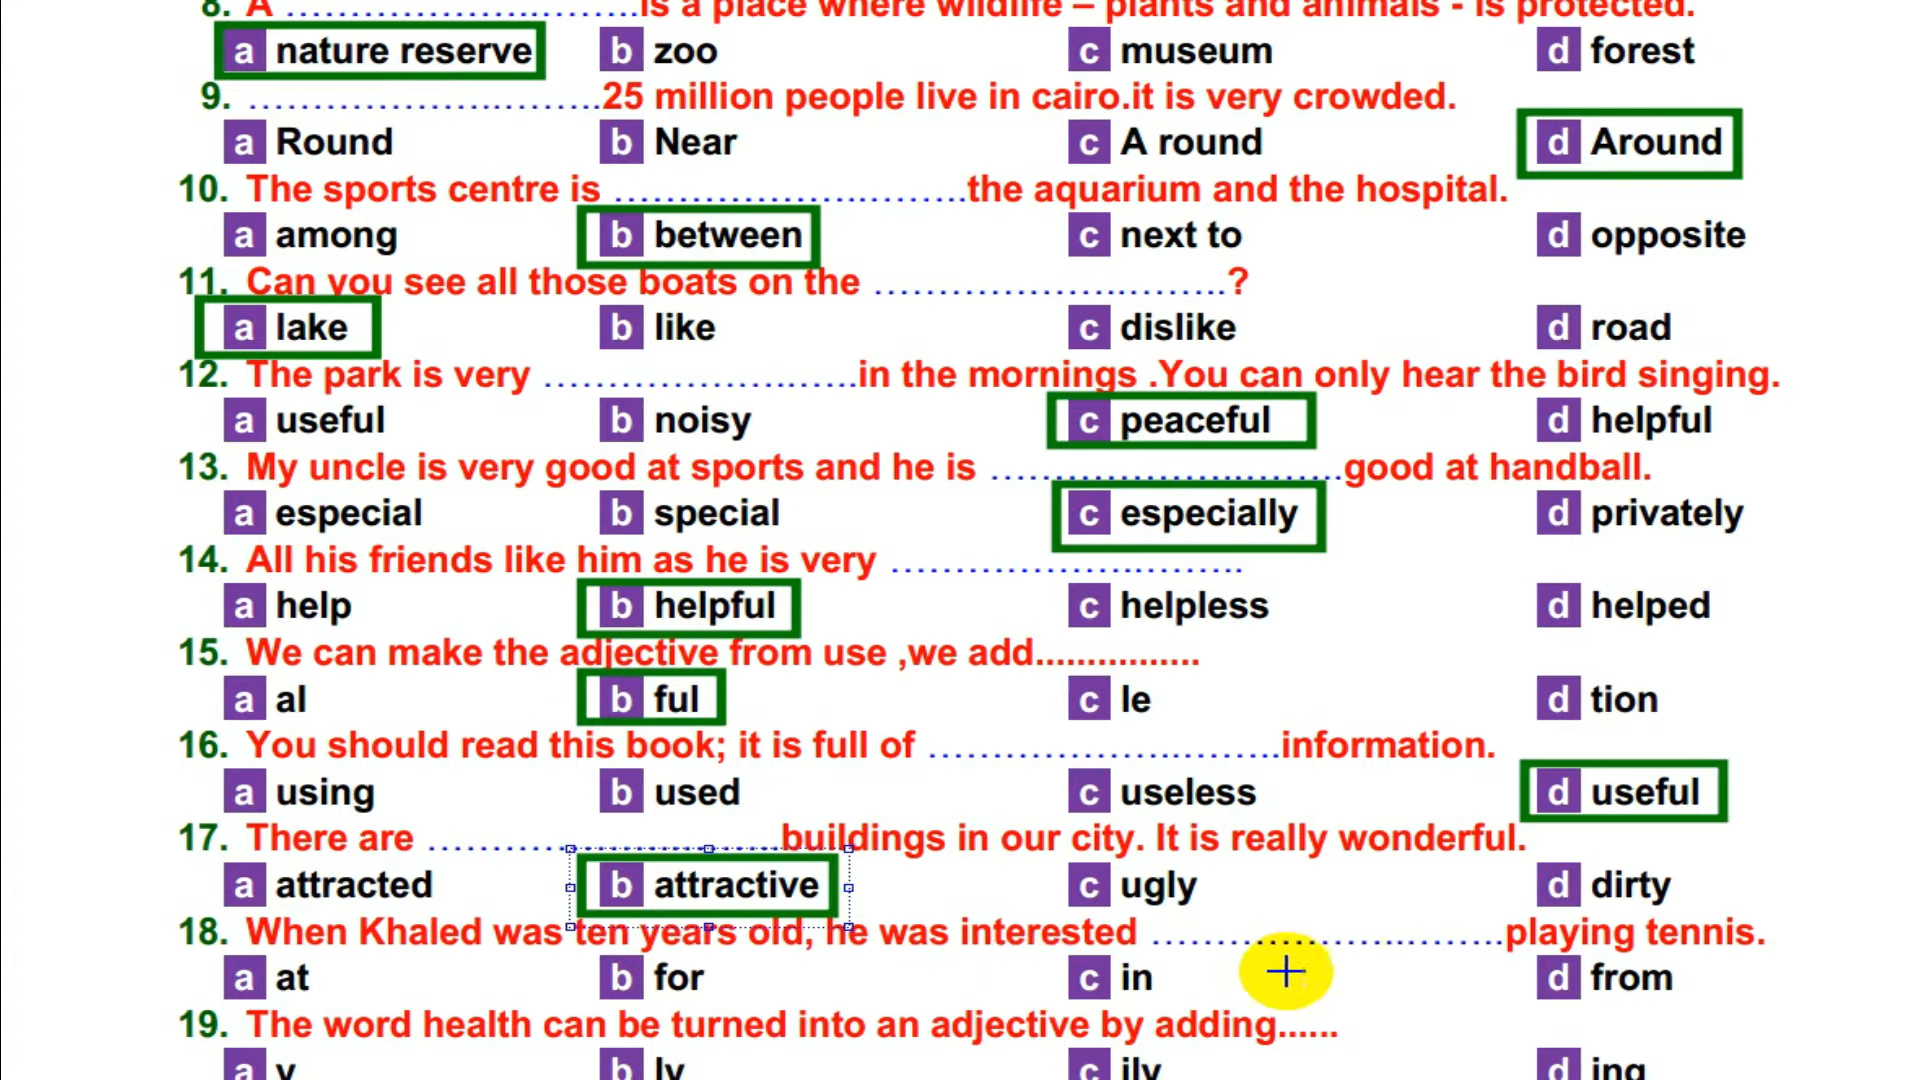 8. A ……………………….is a place where wildlife – plants and animals - is protected.
a nature reserve b zoo c museum d forest
9. ……………………….25 million people live in cairo.it is very crowded.
a Round b Near c A round d Around
10. The sports centre is ……………………….the aquarium and the hospital.
a among b between c next to d opposite
11. Can you see all those boats on the ……………………….?
a lake b like c dislike d road
12. The park is very …………………….in the mornings .You can only hear the bird singing.
a useful b noisy c peaceful d helpful
13. My uncle is very good at sports and he is ……………………….good at handball.
a especial b special c especially d privately
14. All his friends like him as he is very ……………………….
a help b helpful c helpless d helped
15. We can make the adjective from use ,we add................
a al b ful c le d tion
16. You should read this book; it is full of ……………………….information.
a using b used c useless d useful
17. There are ……………………….buildings in our city. It is really wonderful.
a attracted b attractive c ugly d dirty
18. When Khaled was ten years old, he was interested ……………………….playing tennis.
a at b for c in d from
19. The word health can be turned into an adjective by adding......
a y b ly c ily d ing